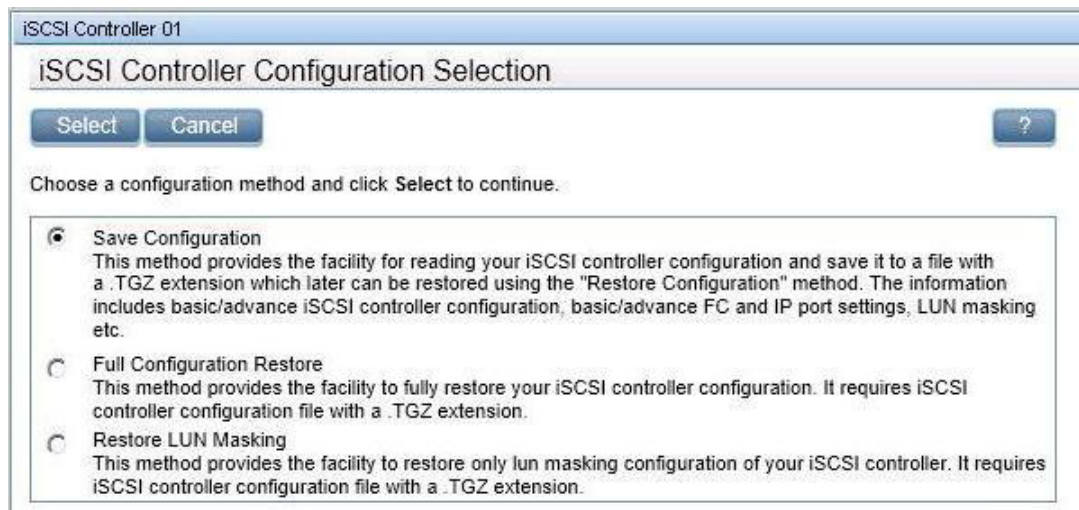 iSCSI Controller 01
iSCSI Controller Configuration Selection
Select Cancel ?
Choose a configuration method and click Select to continue.
Save Configuration
This method provides the facility for reading your iSCSI controller configuration and save it to a file with
a .TGZ extension which later can be restored using the "Restore Configuration" method. The information
includes basic/advance iSCSI controller configuration, basic/advance FC and IP port settings, LUN masking
etc.
Full Configuration Restore
This method provides the facility to fully restore your iSCSI controller configuration. It requires iSCSI
controller configuration file with a .TGZ extension.
Restore LUN Masking
This method provides the facility to restore only lun masking configuration of your iSCSI controller. It requires
iSCSI controller configuration file with a .TGZ extension.